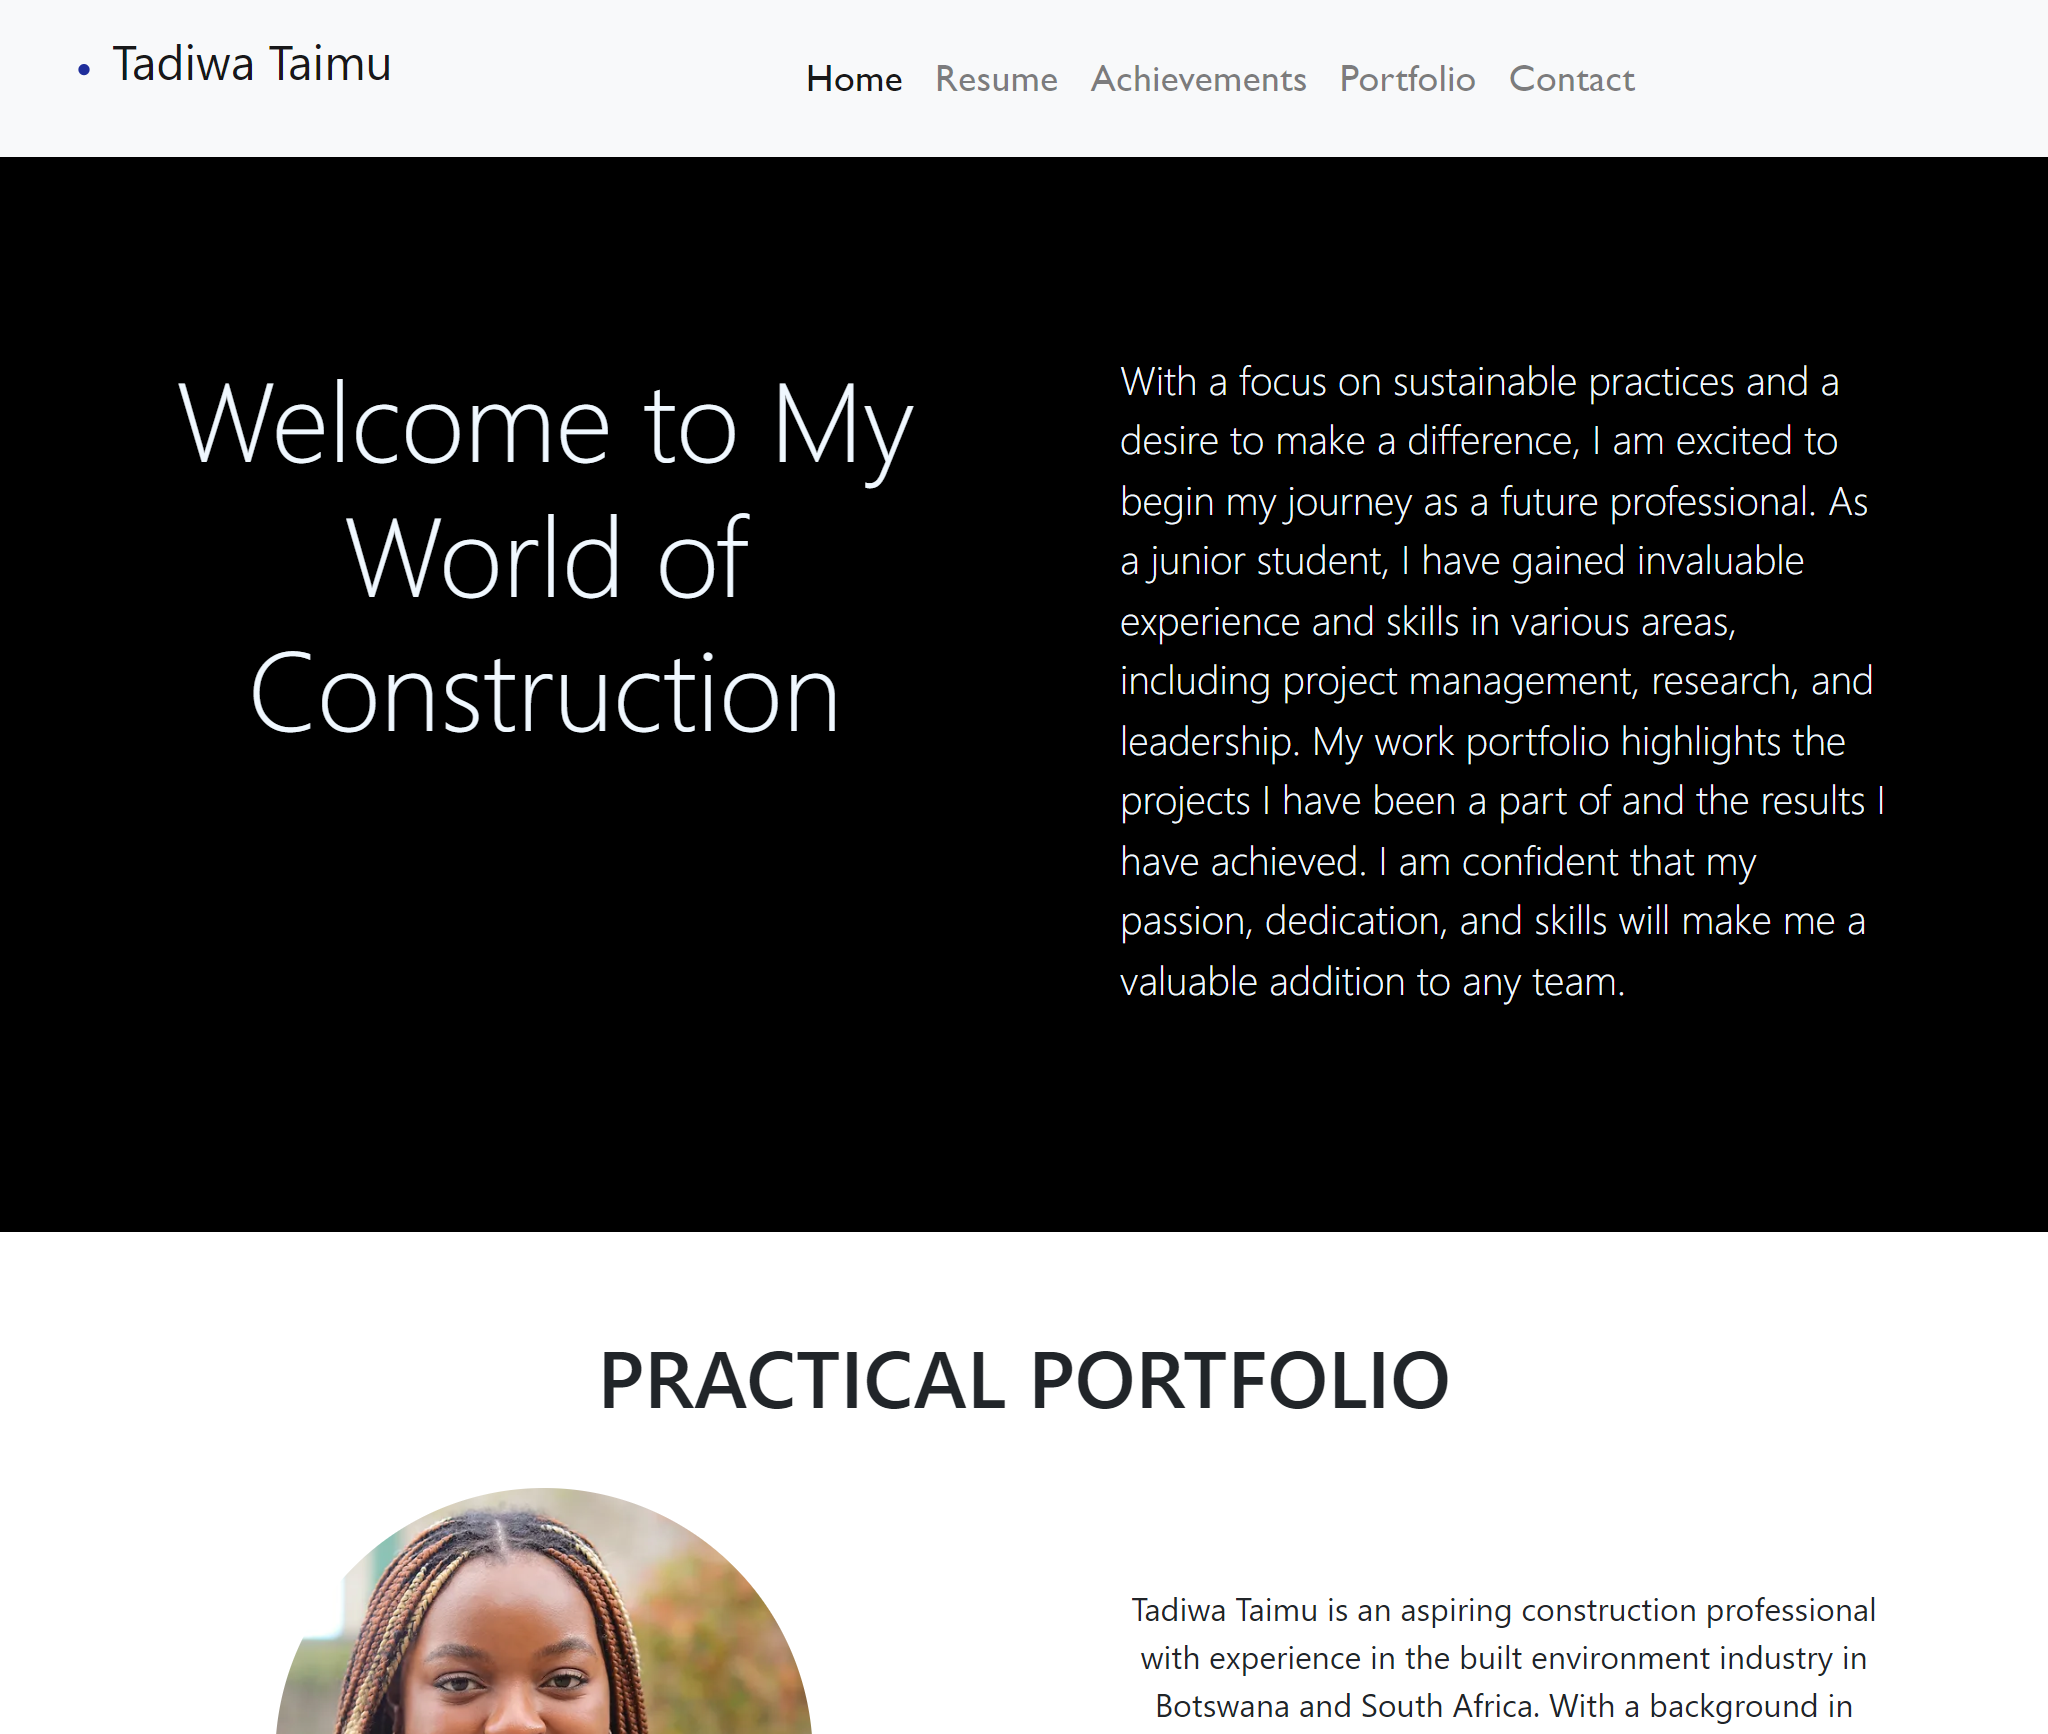 Tadiwa Taimu
Home Resume Achievements Portfolio Contact
Welcome to My
World of
Construction
With a focus on sustainable practices and a
desire to make a difference, I am excited to
begin my journey as a future professional. As
a junior student, I have gained invaluable
experience and skills in various areas,
including project management, research, and
leadership. My work portfolio highlights the
projects I have been a part of and the results I
have achieved. I am confident that my
passion, dedication, and skills will make me a
valuable addition to any team.
PRACTICAL PORTFOLIO
Tadiwa Taimu is an aspiring construction professional
with experience in the built environment industry in
Botswana and South Africa. With a background in